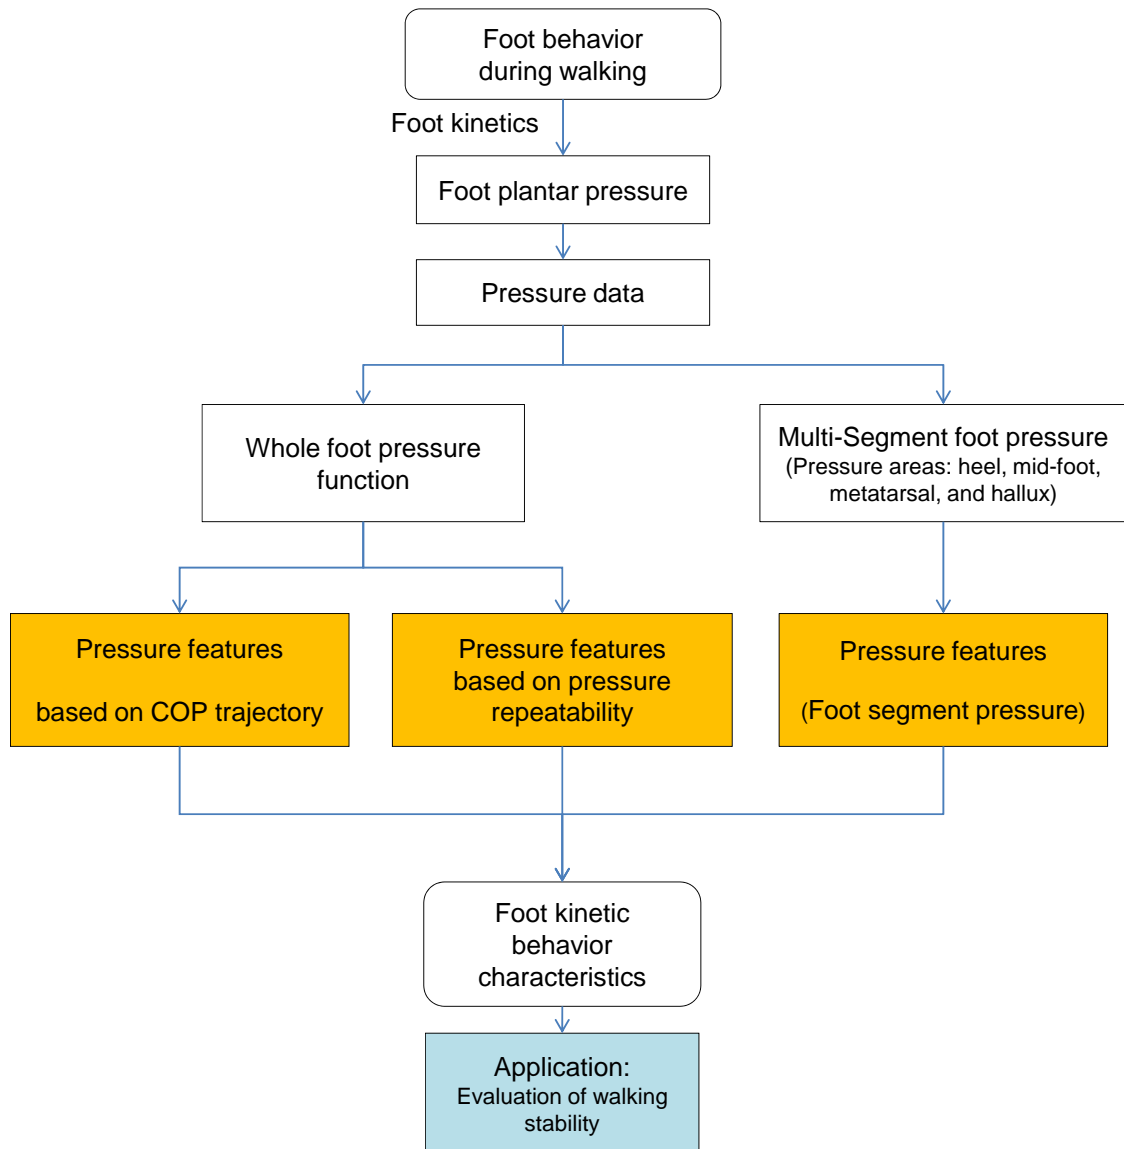 Foot behavior
during walking
Foot kinetics
Foot plantar pressure
Pressure data
Whole foot pressure
function
Multi-Segment foot pressure
(Pressure areas: heel, mid-foot,
metatarsal, and hallux)
Pressure features
based on COP trajectory
Pressure features
based on pressure
repeatability
Pressure features
(Foot segment pressure)
Foot kinetic
behavior
characteristics
Application:
Evaluation of walking
stability